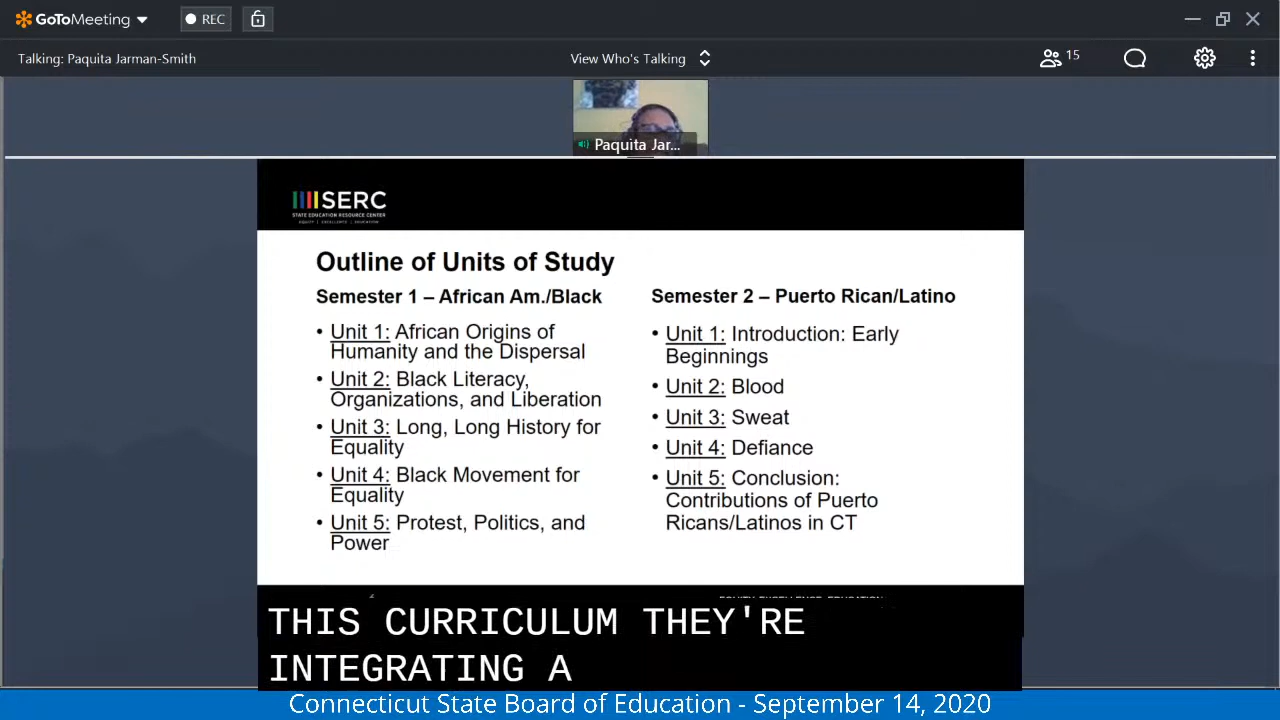 GoToMeeting
REC
Talking: Paquita Jarman-Smith
View Who's Talking
15
Paquita Jar...
SERC
STATE EDUCATION RESOURCE CENTER
EQUITY | EXCELLENCE | EDUCATION
Outline of Units of Study
Semester 1 – African Am./Black
• Unit 1: African Origins of
Humanity and the Dispersal
• Unit 2: Black Literacy,
Organizations, and Liberation
• Unit 3: Long, Long History for
Equality
• Unit 4: Black Movement for
Equality
• Unit 5: Protest, Politics, and
Power
Semester 2 – Puerto Rican/Latino
• Unit 1: Introduction: Early
Beginnings
• Unit 2: Blood
• Unit 3: Sweat
• Unit 4: Defiance
• Unit 5: Conclusion:
Contributions of Puerto
Ricans/Latinos in CT
THIS CURRICULUM THEY'RE
INTEGRATING A
Connecticut State Board of Education - September 14, 2020